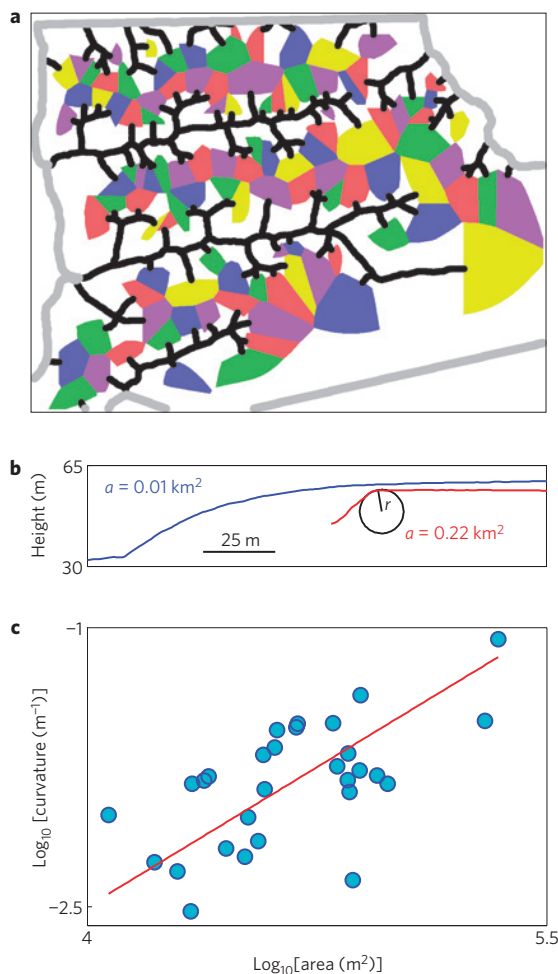 a
b
65
Height (m)
30
a = 0.01 km²
25 m
r
a = 0.22 km²
c
−1
Log₁₀ [curvature (m⁻¹)]
−2.5
4
5.5
Log₁₀[area (m²)]